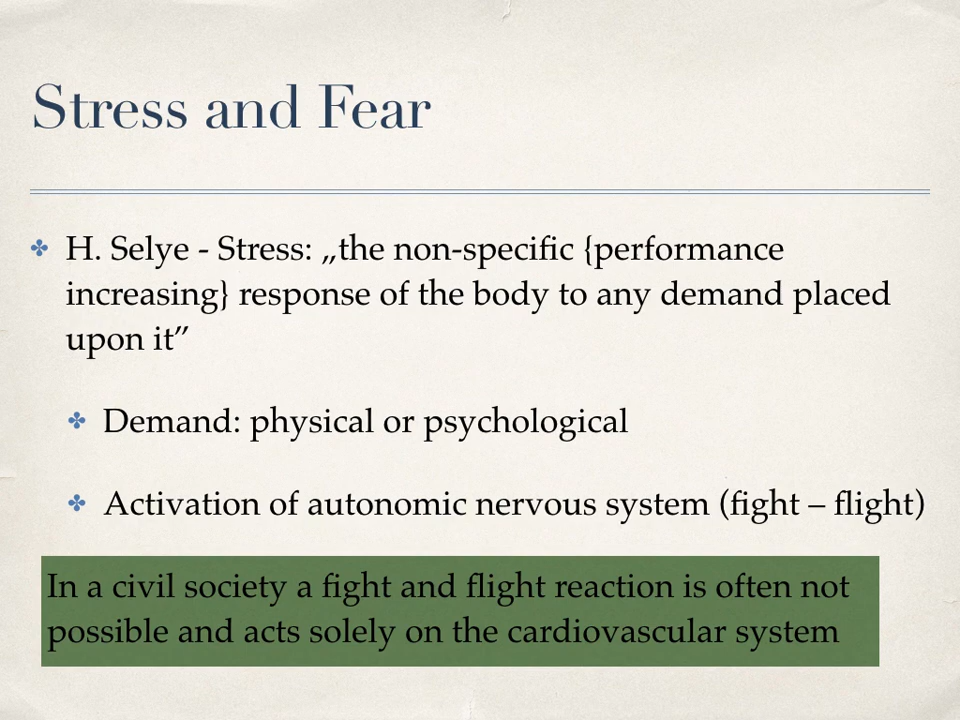 Stress and Fear
✤ H. Selye - Stress: „the non-specific {performance
increasing} response of the body to any demand placed
upon it”
✤ Demand: physical or psychological
✤ Activation of autonomic nervous system (fight – flight)
In a civil society a fight and flight reaction is often not
possible and acts solely on the cardiovascular system